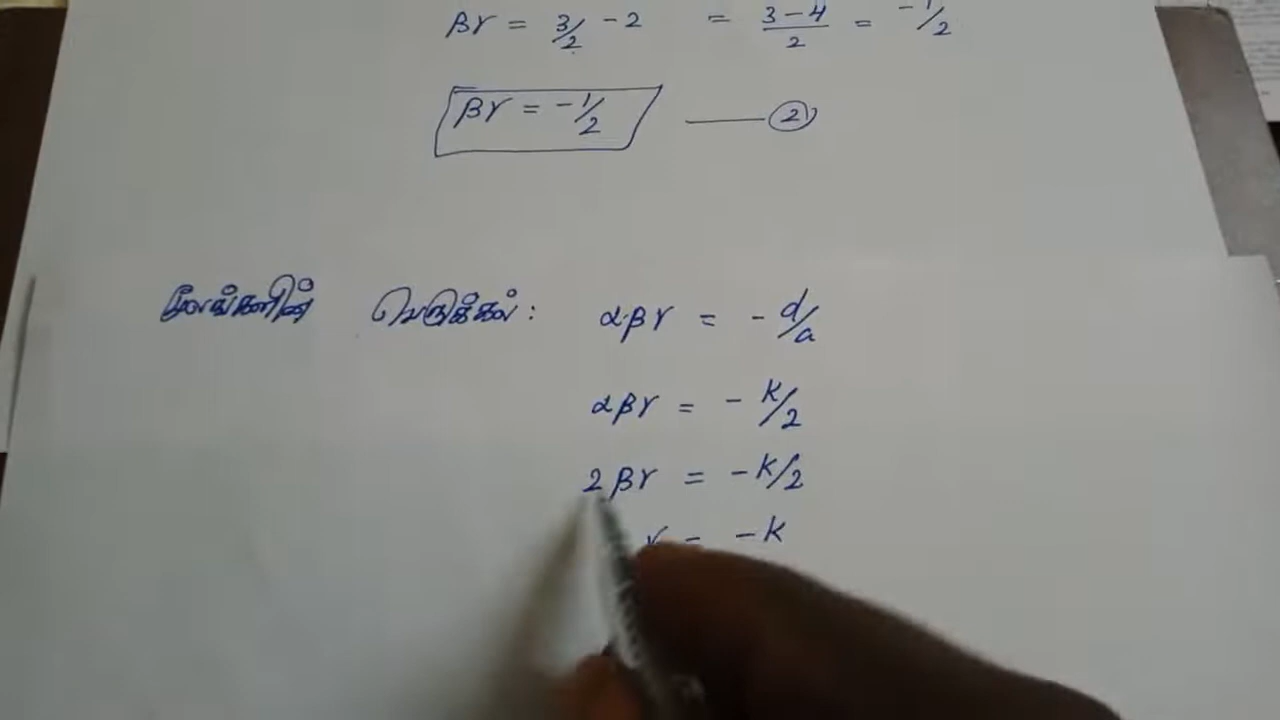 βγ = 3/2 - 2 = (3-4)/2 = -1/2
βγ = -1/2 —— ②
மூலங்களின் பெருக்கல் : αβγ = - d/a
αβγ = - k/2
2βγ = -k/2
γ = -k